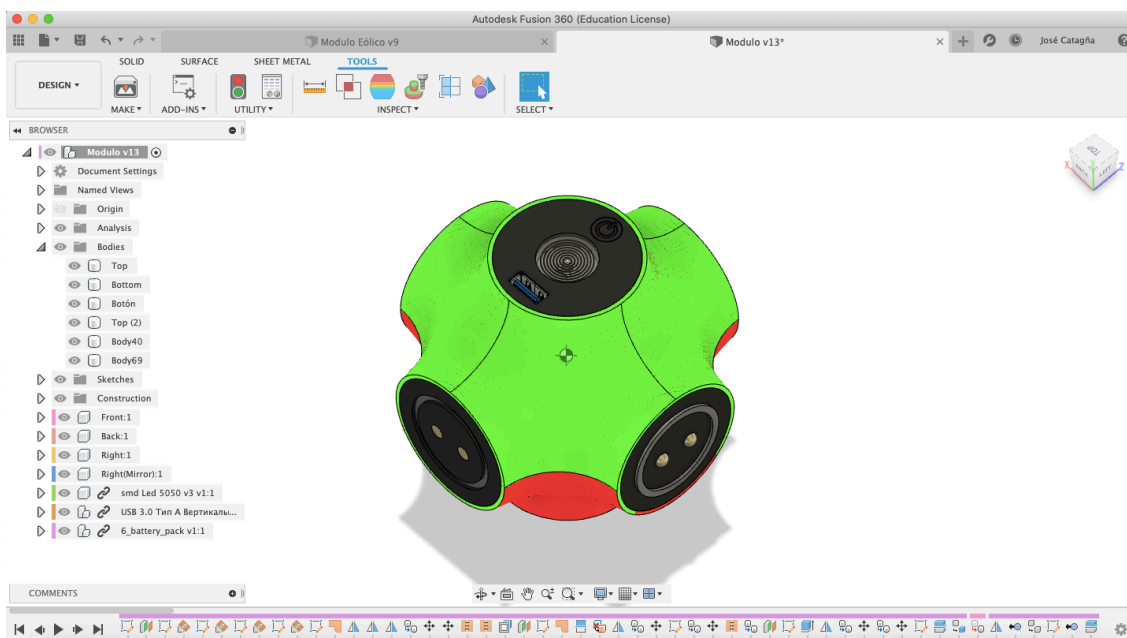 Autodesk Fusion 360 (Education License)
Modulo Eólico v9
Modulo v13*
José Catagña
SOLID SURFACE SHEET METAL TOOLS
DESIGN
MAKE ADD-INS UTILITY INSPECT SELECT
BROWSER
Modulo v13
Document Settings
Named Views
Origin
Analysis
Bodies
Top
Bottom
Botón
Top (2)
Body40
Body69
Sketches
Construction
Front:1
Back:1
Right:1
Right(Mirror):1
smd Led 5050 v3 v1:1
USB 3.0 Тип A Вертикалы...
6_battery_pack v1:1
TOP
BACK LEFT
X Y Z
COMMENTS